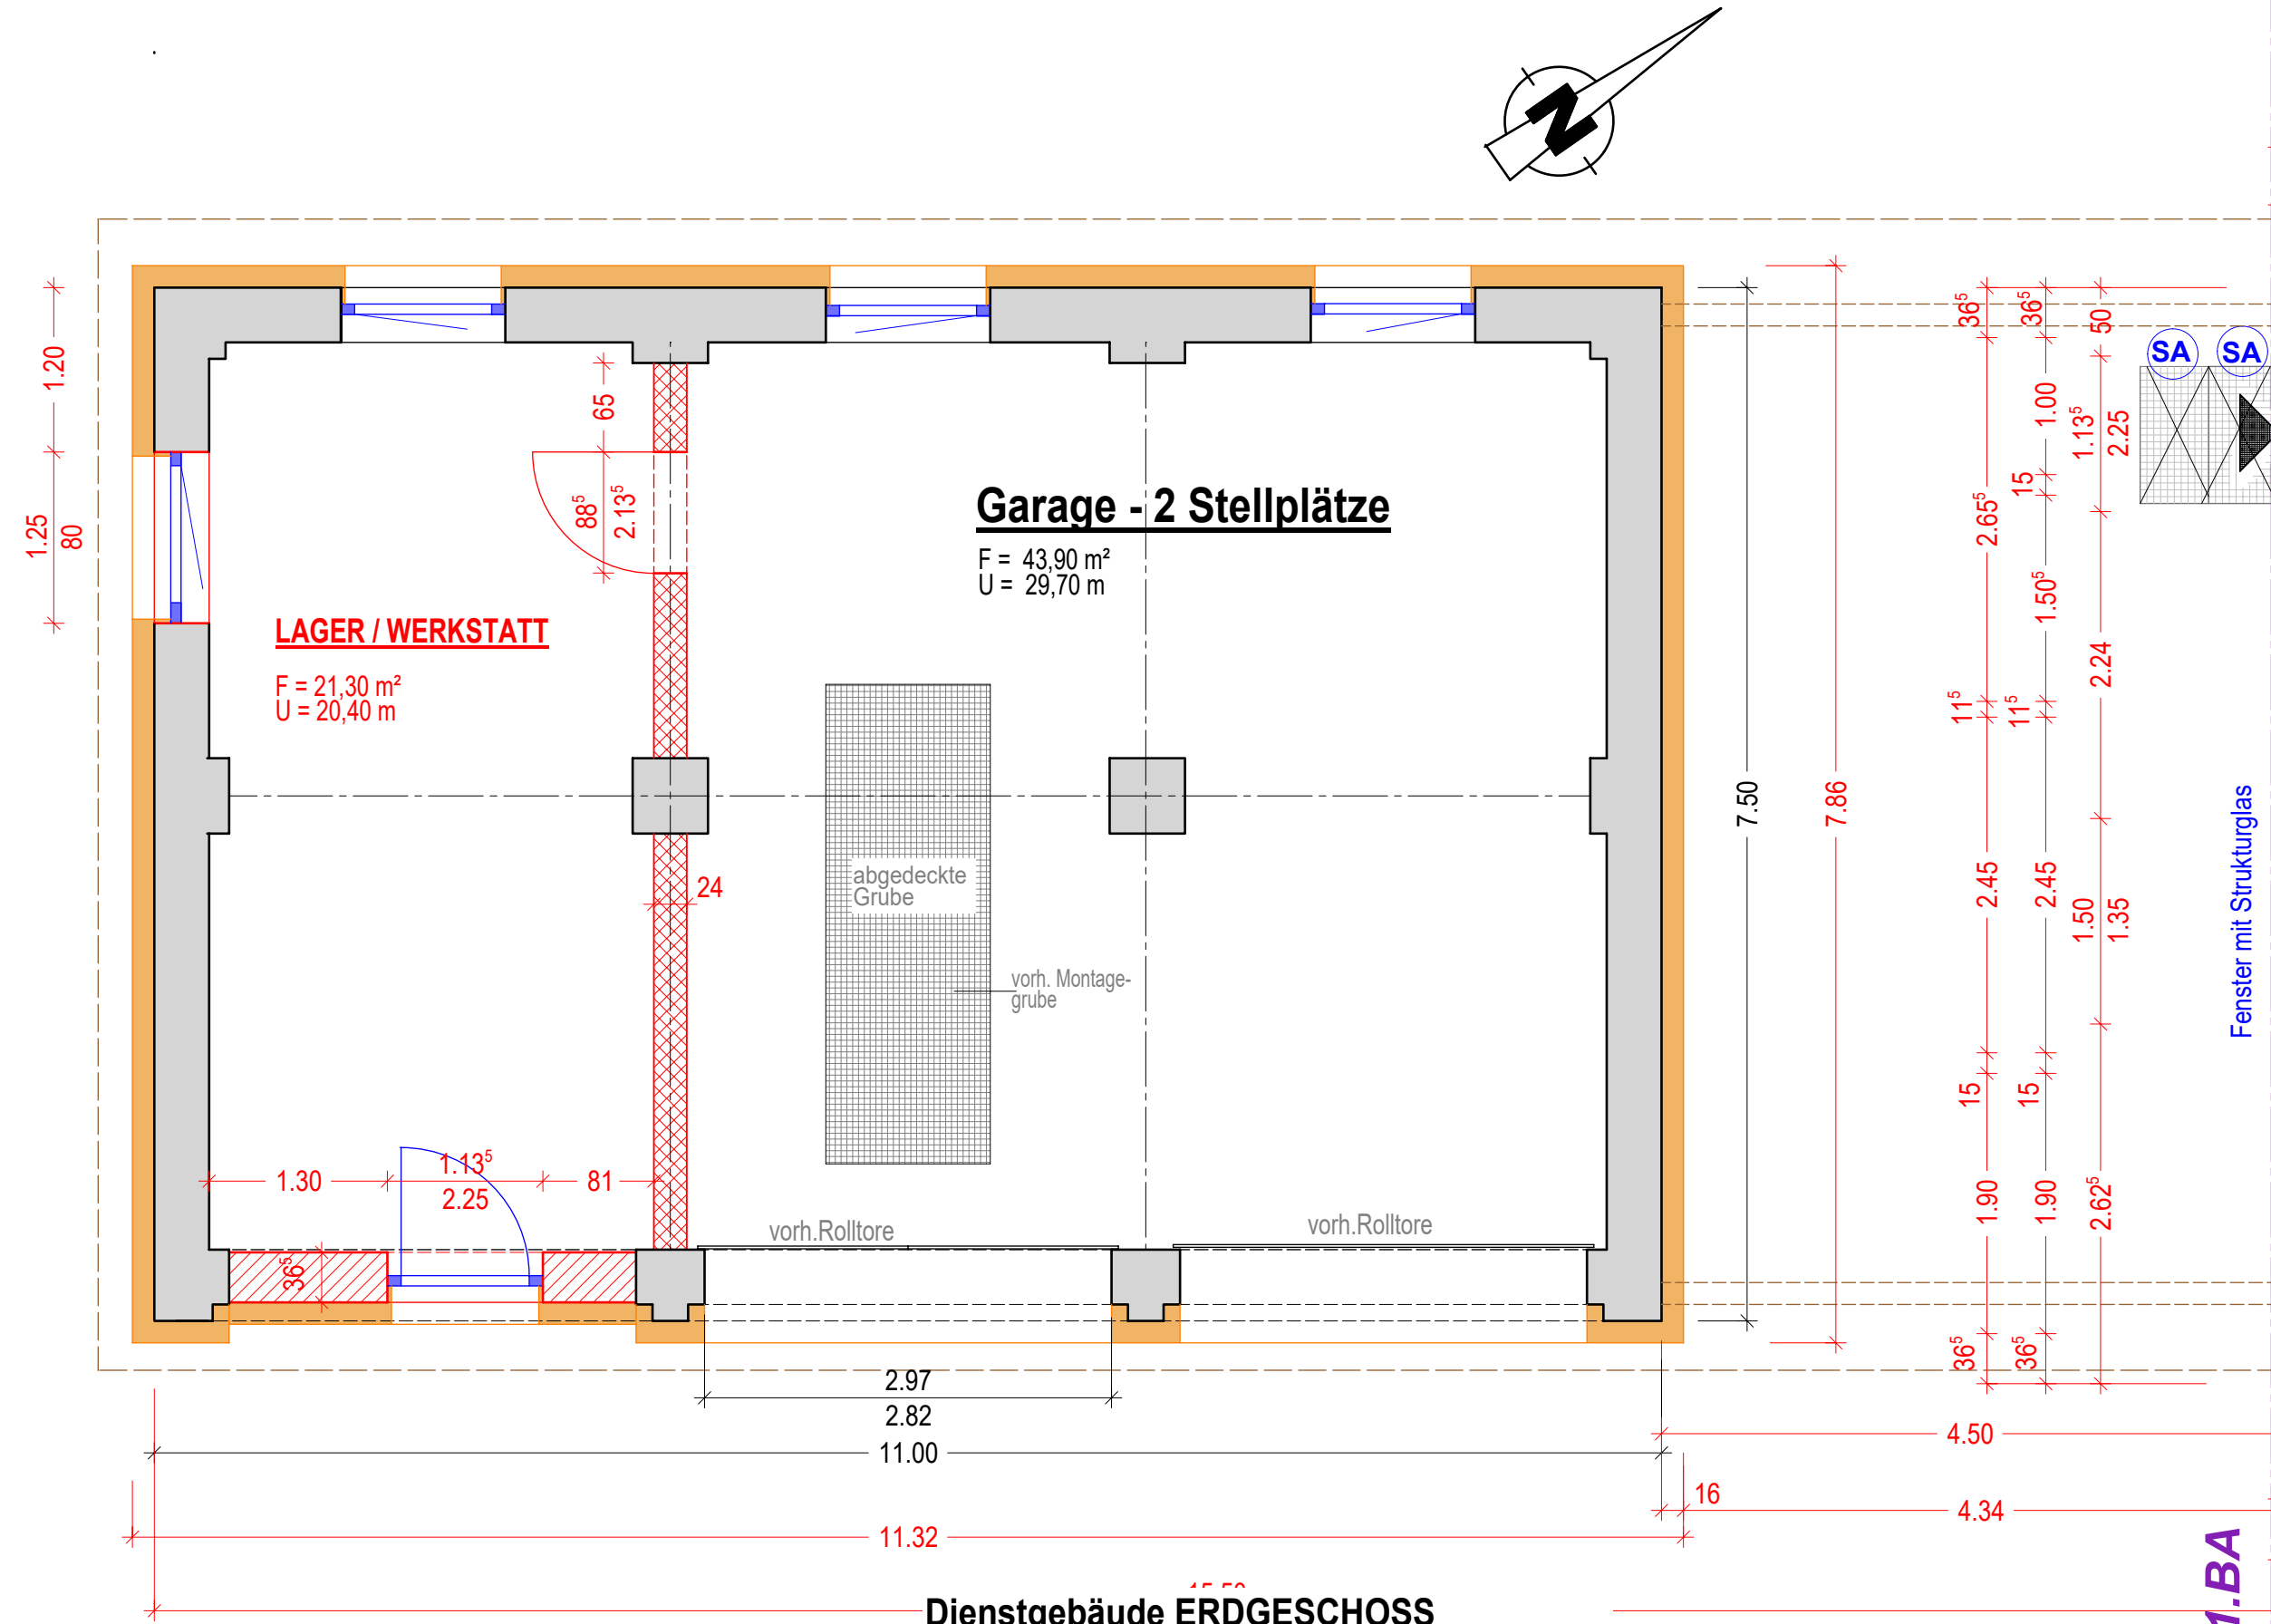 N
1.20
1.25
80
65
88⁵
2.13⁵
Garage - 2 Stellplätze
F = 43,90 m²
U = 29,70 m
LAGER / WERKSTATT
F = 21,30 m²
U = 20,40 m
abgedeckte
Grube
24
vorh. Montage-
grube
1.30
1.13⁵
2.25
81
36⁵
vorh.Rolltore
vorh.Rolltore
7.50
7.86
36⁵
2.65⁵
11⁵
2.45
15
1.90
36⁵
36⁵
1.00
15
1.50⁵
11⁵
2.45
15
1.90
36⁵
50
1.13⁵
2.25
2.24
1.50
1.35
2.62⁵
SA
SA
Fenster mit Strukturglas
2.97
2.82
11.00
4.50
16
4.34
11.32
1.BA
Dienstgebäude ERDGESCHOSS